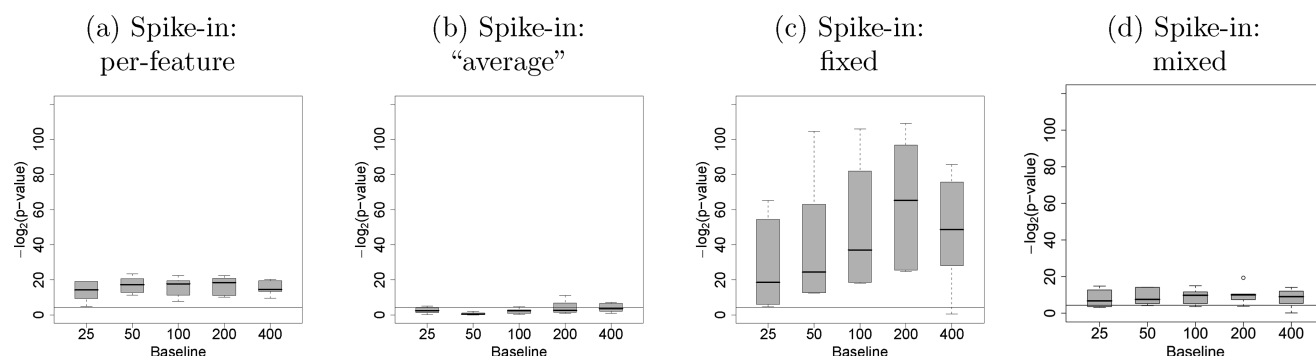 (a) Spike-in:
per-feature
−log2(p−value)
0 20 40 60 80 100
25 50 100 200 400
Baseline
(b) Spike-in:
“average”
−log2(p−value)
0 20 40 60 80 100
25 50 100 200 400
Baseline
(c) Spike-in:
fixed
−log2(p−value)
0 20 40 60 80 100
25 50 100 200 400
Baseline
(d) Spike-in:
mixed
−log2(p−value)
0 20 40 60 80 100
25 50 100 200 400
Baseline